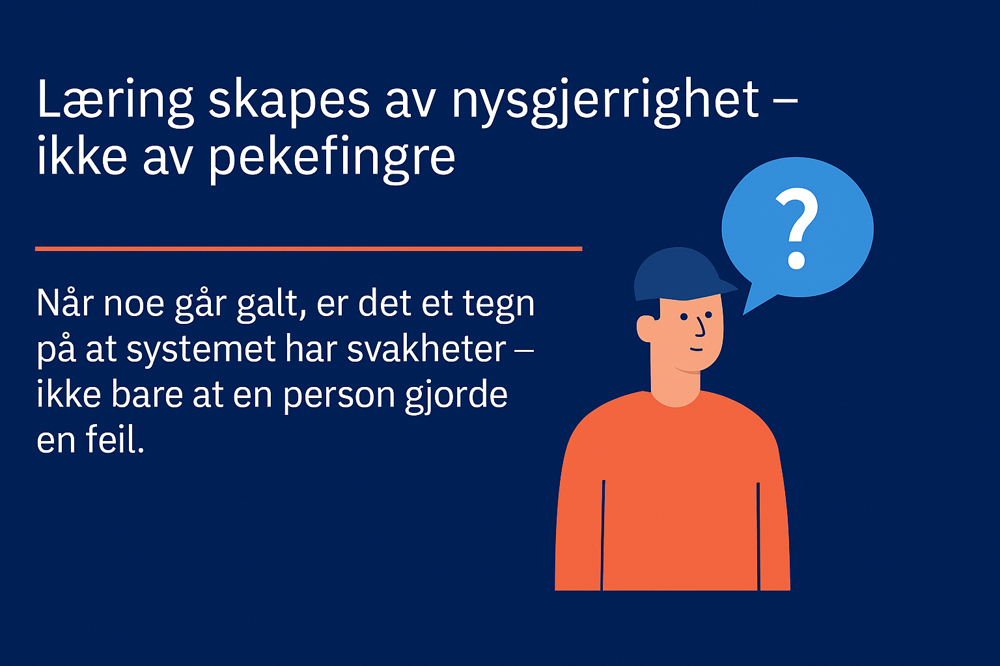 Læring skapes av nysgjerrighet –
ikke av pekefingre
?
Når noe går galt, er det et tegn
på at systemet har svakheter –
ikke bare at en person gjorde
en feil.